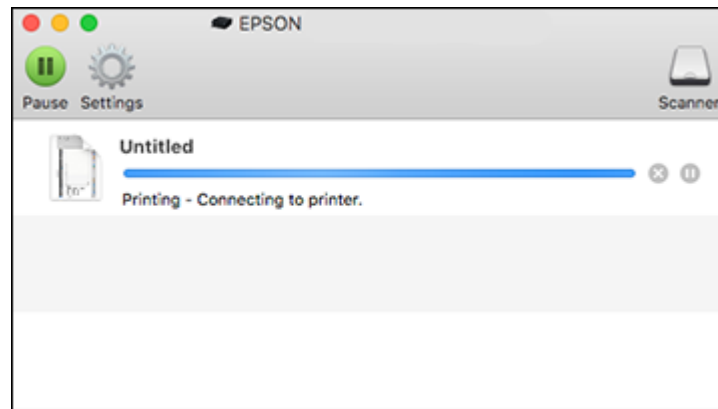 EPSON
Pause Settings Scanner
Untitled
Printing - Connecting to printer.